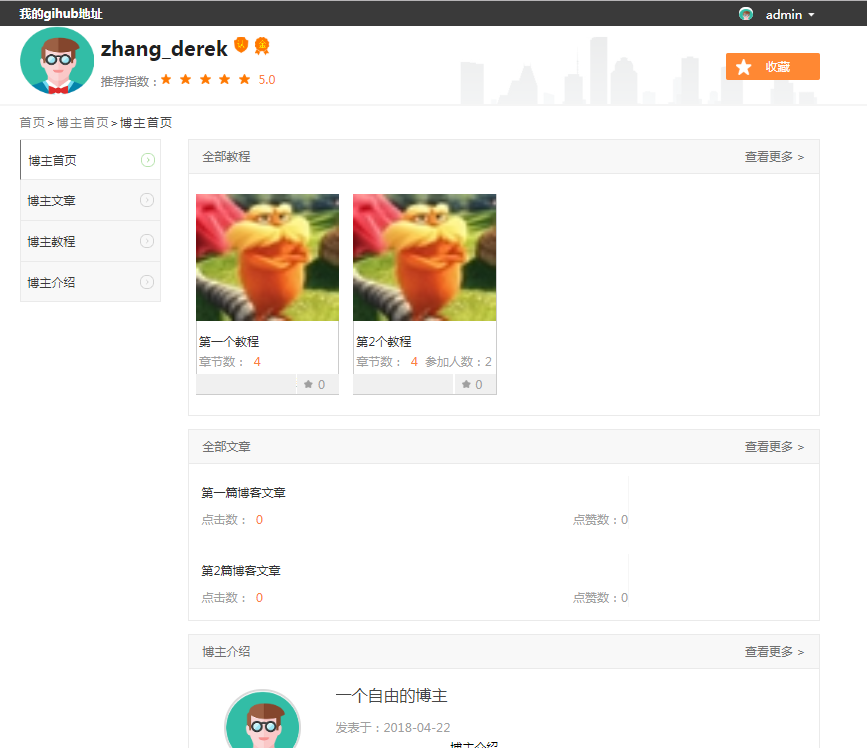 我的gihub地址 admin
zhang_derek
推荐指数： 5.0
收藏
首页>博主首页>博主首页
博主首页
博主文章
博主教程
博主介绍
全部教程 查看更多 >
第一个教程
章节数： 4
0
第2个教程
章节数： 4 参加人数：2
0
全部文章 查看更多 >
第一篇博客文章
点击数： 0 点赞数：0
第2篇博客文章
点击数： 0 点赞数：0
博主介绍 查看更多 >
一个自由的博主
发表于：2018-04-22
博主介绍